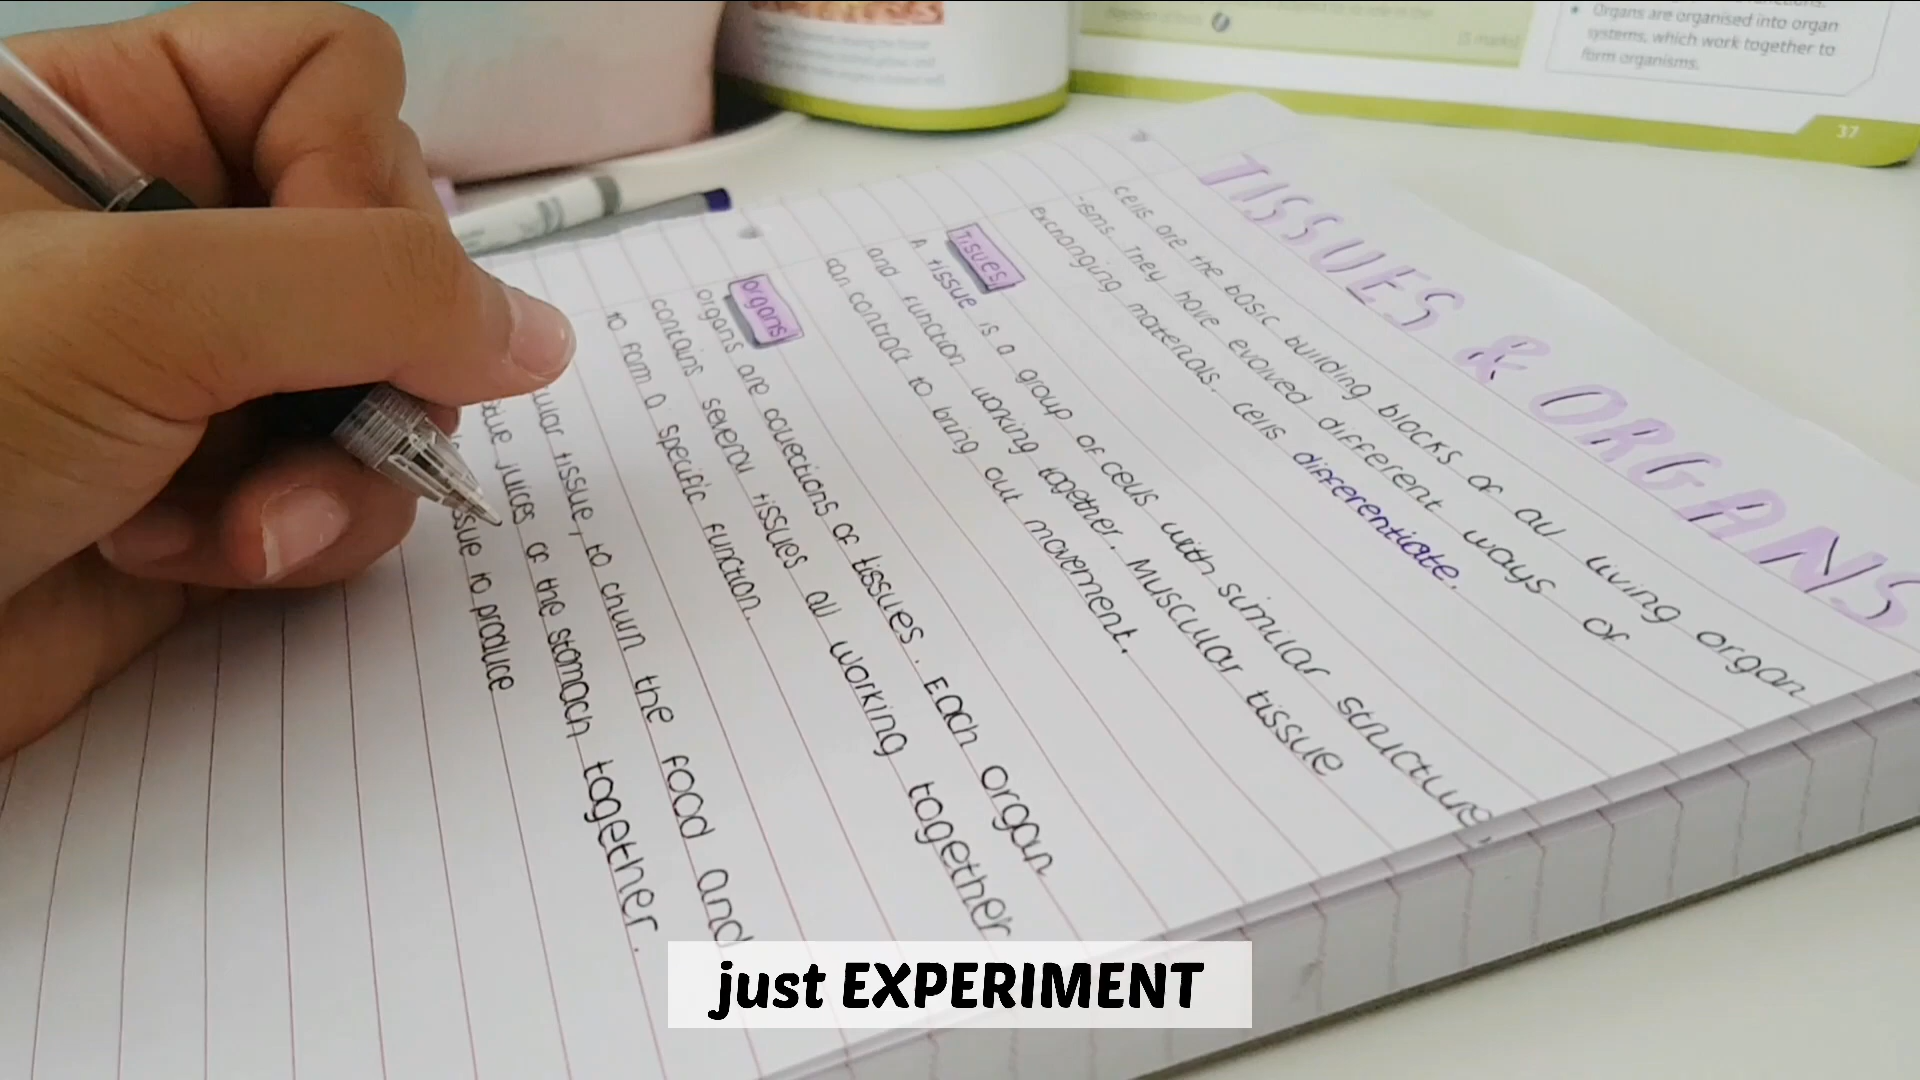 Organs are organised into organ
systems, which work together to
form organisms.
37
TISSUES & ORGANS
cells are the basic building blocks of all living organ
-isms. They have evolved different ways of
exchanging materials. cells differentiate.
Tisues
A tissue is a group of cells with similar structure,
and function working together. Muscular tissue
can contract to bring out movement.
organs
organs are collections of tissues. Each organ
contains several tissues all working together
to form a specific function.
tissue, to churn the food and
juices of the stomach together.
to produce
just EXPERIMENT